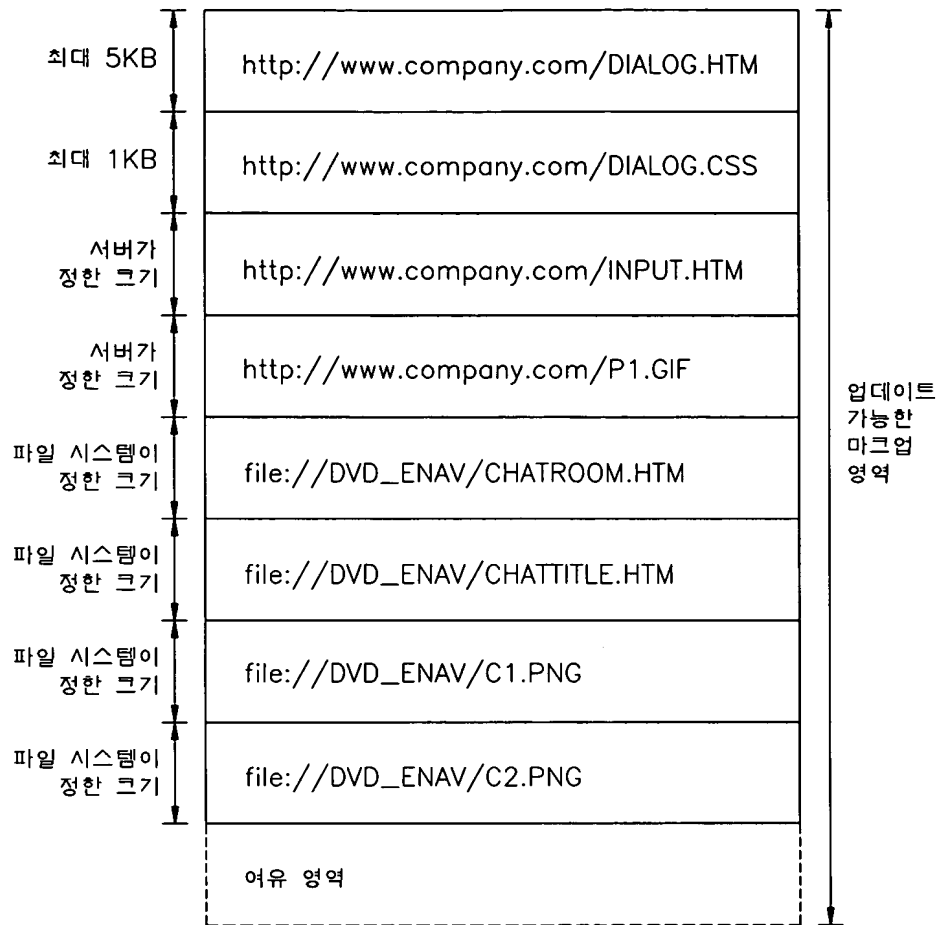 최대 5KB
http://www.company.com/DIALOG.HTM
최대 1KB
http://www.company.com/DIALOG.CSS
서버가
정한 크기
http://www.company.com/INPUT.HTM
서버가
정한 크기
http://www.company.com/P1.GIF
파일 시스템이
정한 크기
file://DVD_ENAV/CHATROOM.HTM
파일 시스템이
정한 크기
file://DVD_ENAV/CHATTITLE.HTM
파일 시스템이
정한 크기
file://DVD_ENAV/C1.PNG
파일 시스템이
정한 크기
file://DVD_ENAV/C2.PNG
여유 영역
업데이트
가능한
마크업
영역